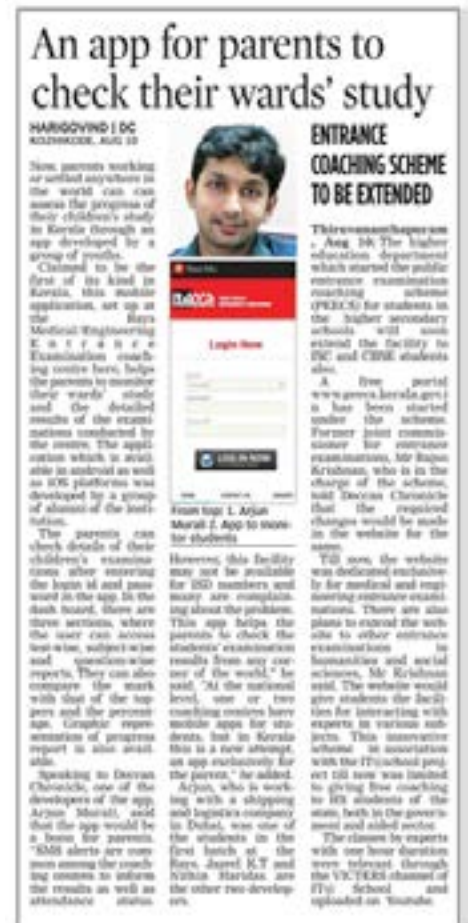 An app for parents to
check their wards' study
HARIGOVIND | DC
KOZHIKODE, AUG 10
Now, parents working
or settled anywhere in
the world can can
assess the progress of
their children's study
in Kerala through an
app developed by a
group of youths.
Claimed to be the
first of its kind in
Kerala, this mobile
application, set up at
the Rays
Medical/Engineering
Entrance
Examination coach-
ing centre here, helps
the parents to monitor
their wards' study
and the detailed
results of the exami-
nations conducted by
the centre. The appli-
cation which is avail-
able in android as well
as iOS platforms was
developed by a group
of alumni of the insti-
tution.
The parents can
check details of their
children's examina-
tions after entering
the login id and pass-
word in the app. In the
dash board, there are
three sections, where
the user can access
test-wise, subject-wise
and question-wise
reports. They can also
compare the mark
with that of the top-
pers and the percent-
age. Graphic repre-
sentation of progress
report is also avail-
able.
Speaking to Deccan
Chronicle, one of the
developers of the app,
Arjun Murali, said
that the app would be
a boon for parents.
"SMS alerts are com-
mon among the coach-
ing centres to inform
the results as well as
attendance status.
Login Now
LOG IN NOW
From top: 1. Arjun
Murali 2. App to moni-
tor students
However, this facility
may not be available
for ISD numbers and
many are complain-
ing about the problem.
This app helps the
parents to check the
students' examination
results from any cor-
ner of the world," he
said. "At the national
level, one or two
coaching centres have
mobile apps for stu-
dents, but in Kerala
this is a new attempt,
an app exclusively for
the parent," he added.
Arjun, who is work-
ing with a shipping
and logistics company
in Dubai, was one of
the students in the
first batch at the
Rays. Jaseel K.T and
Nithin Haridas are
the other two develop-
ers.
ENTRANCE
COACHING SCHEME
TO BE EXTENDED
Thiruvananthapuram
, Aug 10: The higher
education department
which started the public
entrance examination
coaching scheme
(PEECS) for students in
the higher secondary
schools will soon
extend the facility to
ISC and CBSE students
also.
A free portal
has been started
under the scheme.
Former joint commis-
sioner for entrance
examinations, Mr Rajoo
Krishnan, who is in the
charge of the scheme,
told Deccan Chronicle
that the required
changes would be made
in the website for the
same.
Till now, the website
was dedicated exclusive-
ly for medical and engi-
neering entrance exami-
nations. There are also
plans to extend the web-
site to other entrance
examinations in
humanities and social
sciences, Mr Krishnan
said. The website would
give students the facili-
ties for interacting with
experts in various sub-
jects. This innovative
scheme in association
with the IT@school proj-
ect till now was limited
to giving free coaching
to HS students of the
state, both in the govern-
ment and aided sector.
The classes by experts
with one hour duration
were telecast through
the VICTERS channel of
IT@ School and
uploaded on Youtube.